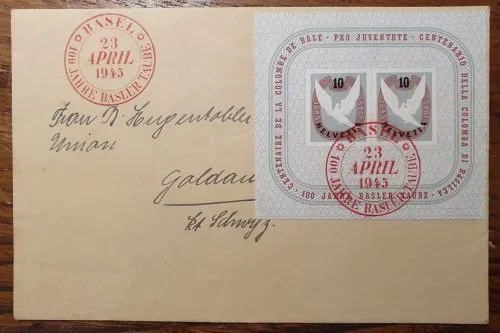 BASEL
23
APRIL
1945
100 JAHRE BASLER TAUBE
Frau B. Hugentobler
Union
Goldau
Kt Schwyz.
CENTENAIRE DE LA COLOMBE DE BALE · PRO JUVENTUTE · CENTENARIO DELLA COLOMBA DI BASILEA
100 JAHRE BASLER TAUBE
10
10
HELVETIA
HELVETIA
BASEL
23
APRIL
1945
100 JAHRE BASLER TAUBE